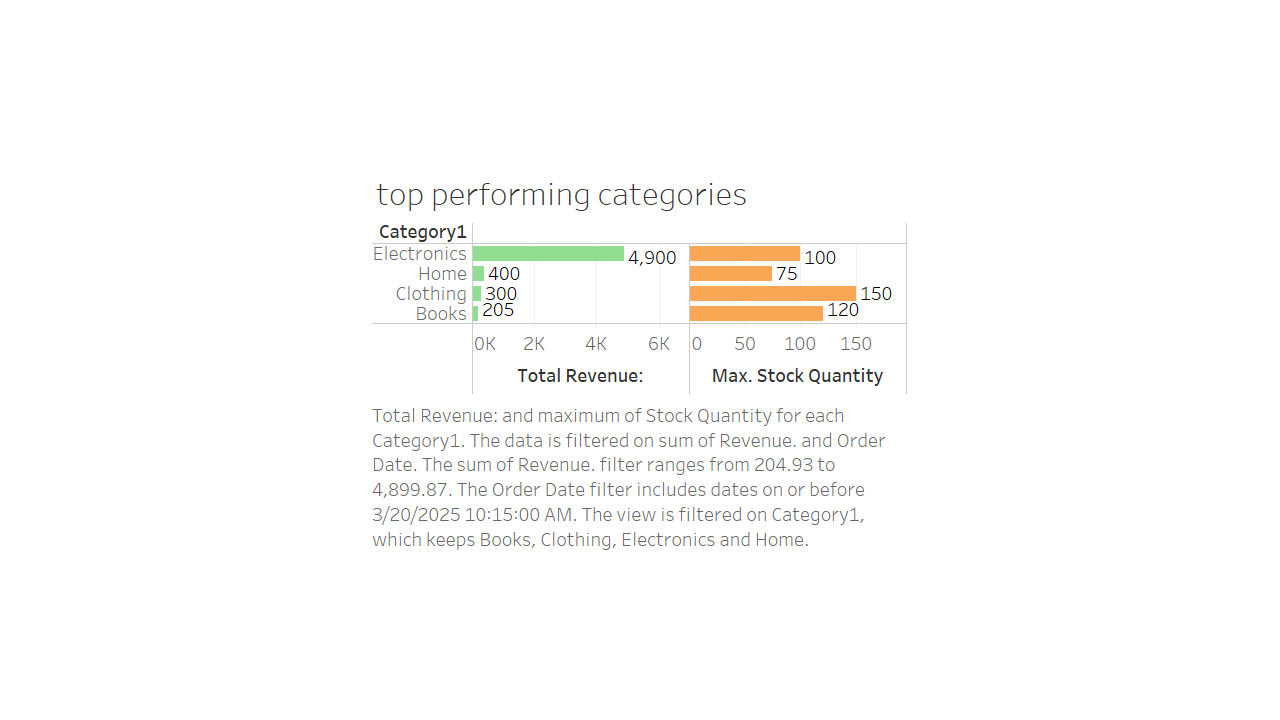 top performing categories
Category1
Electronics 4,900 100
Home 400 75
Clothing 300 150
Books 205 120
0K 2K 4K 6K 0 50 100 150
Total Revenue: Max. Stock Quantity
Total Revenue: and maximum of Stock Quantity for each
Category1. The data is filtered on sum of Revenue. and Order
Date. The sum of Revenue. filter ranges from 204.93 to
4,899.87. The Order Date filter includes dates on or before
3/20/2025 10:15:00 AM. The view is filtered on Category1,
which keeps Books, Clothing, Electronics and Home.